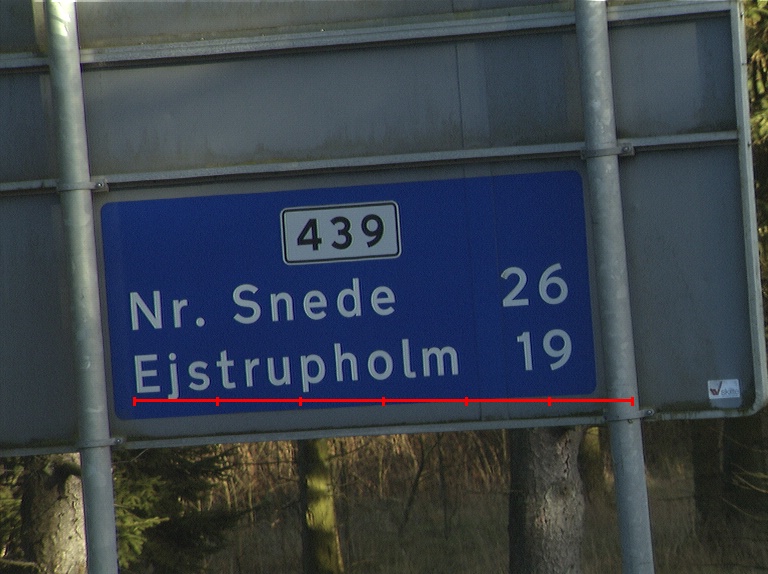 439
Nr. Snede 26
Ejstrupholm 19